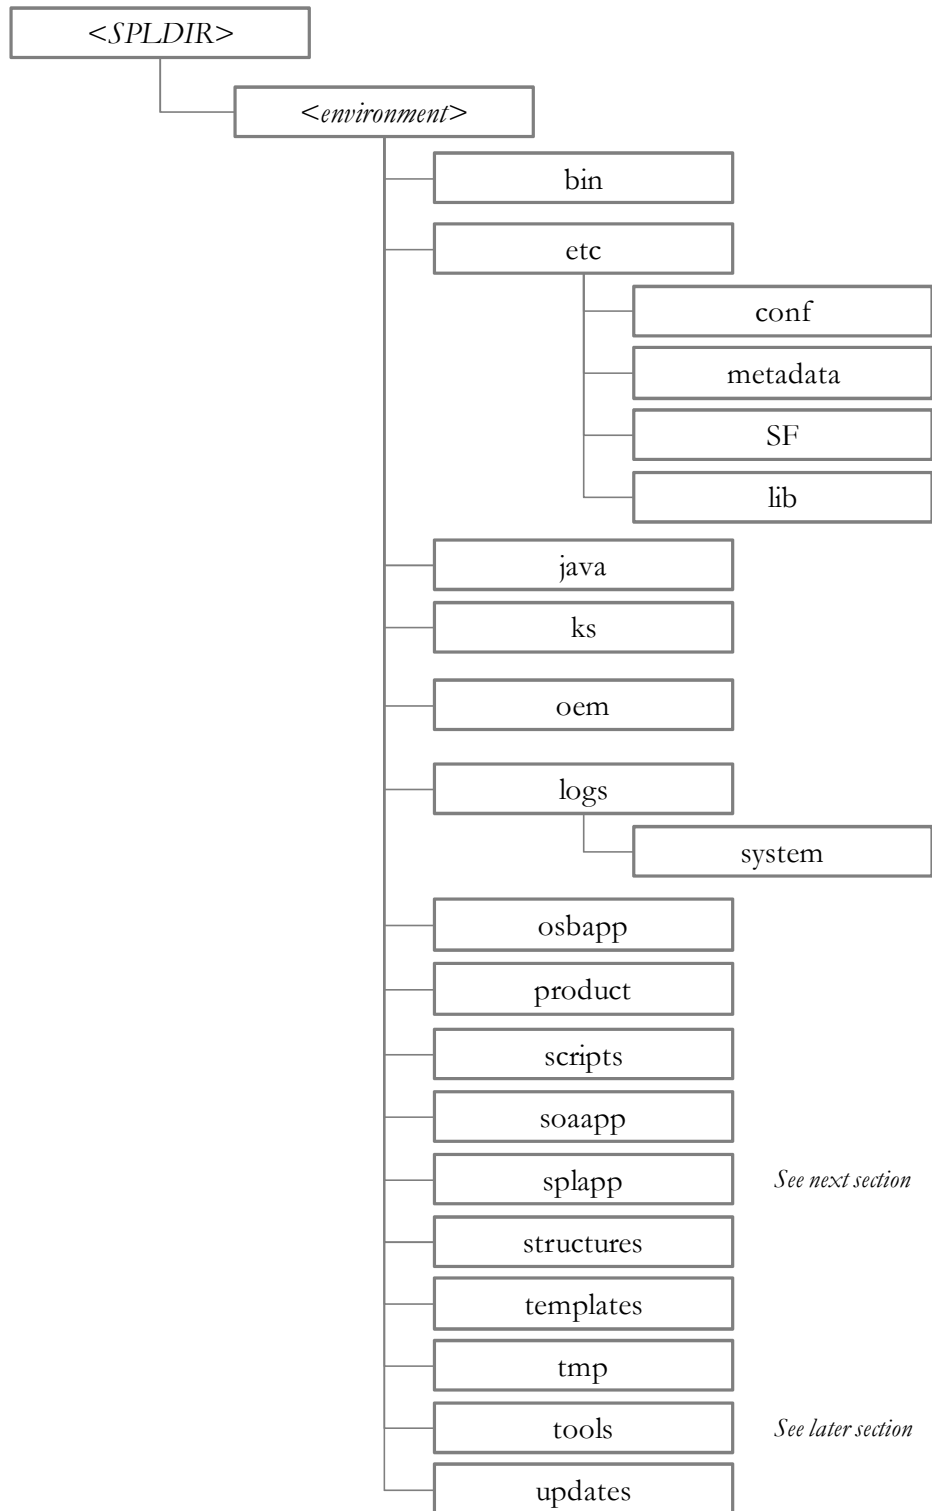 <SPLDIR>
<environment>
bin
etc
conf
metadata
SF
lib
java
ks
oem
logs
system
osbapp
product
scripts
soaapp
splapp See next section
structures
templates
tmp
tools See later section
updates